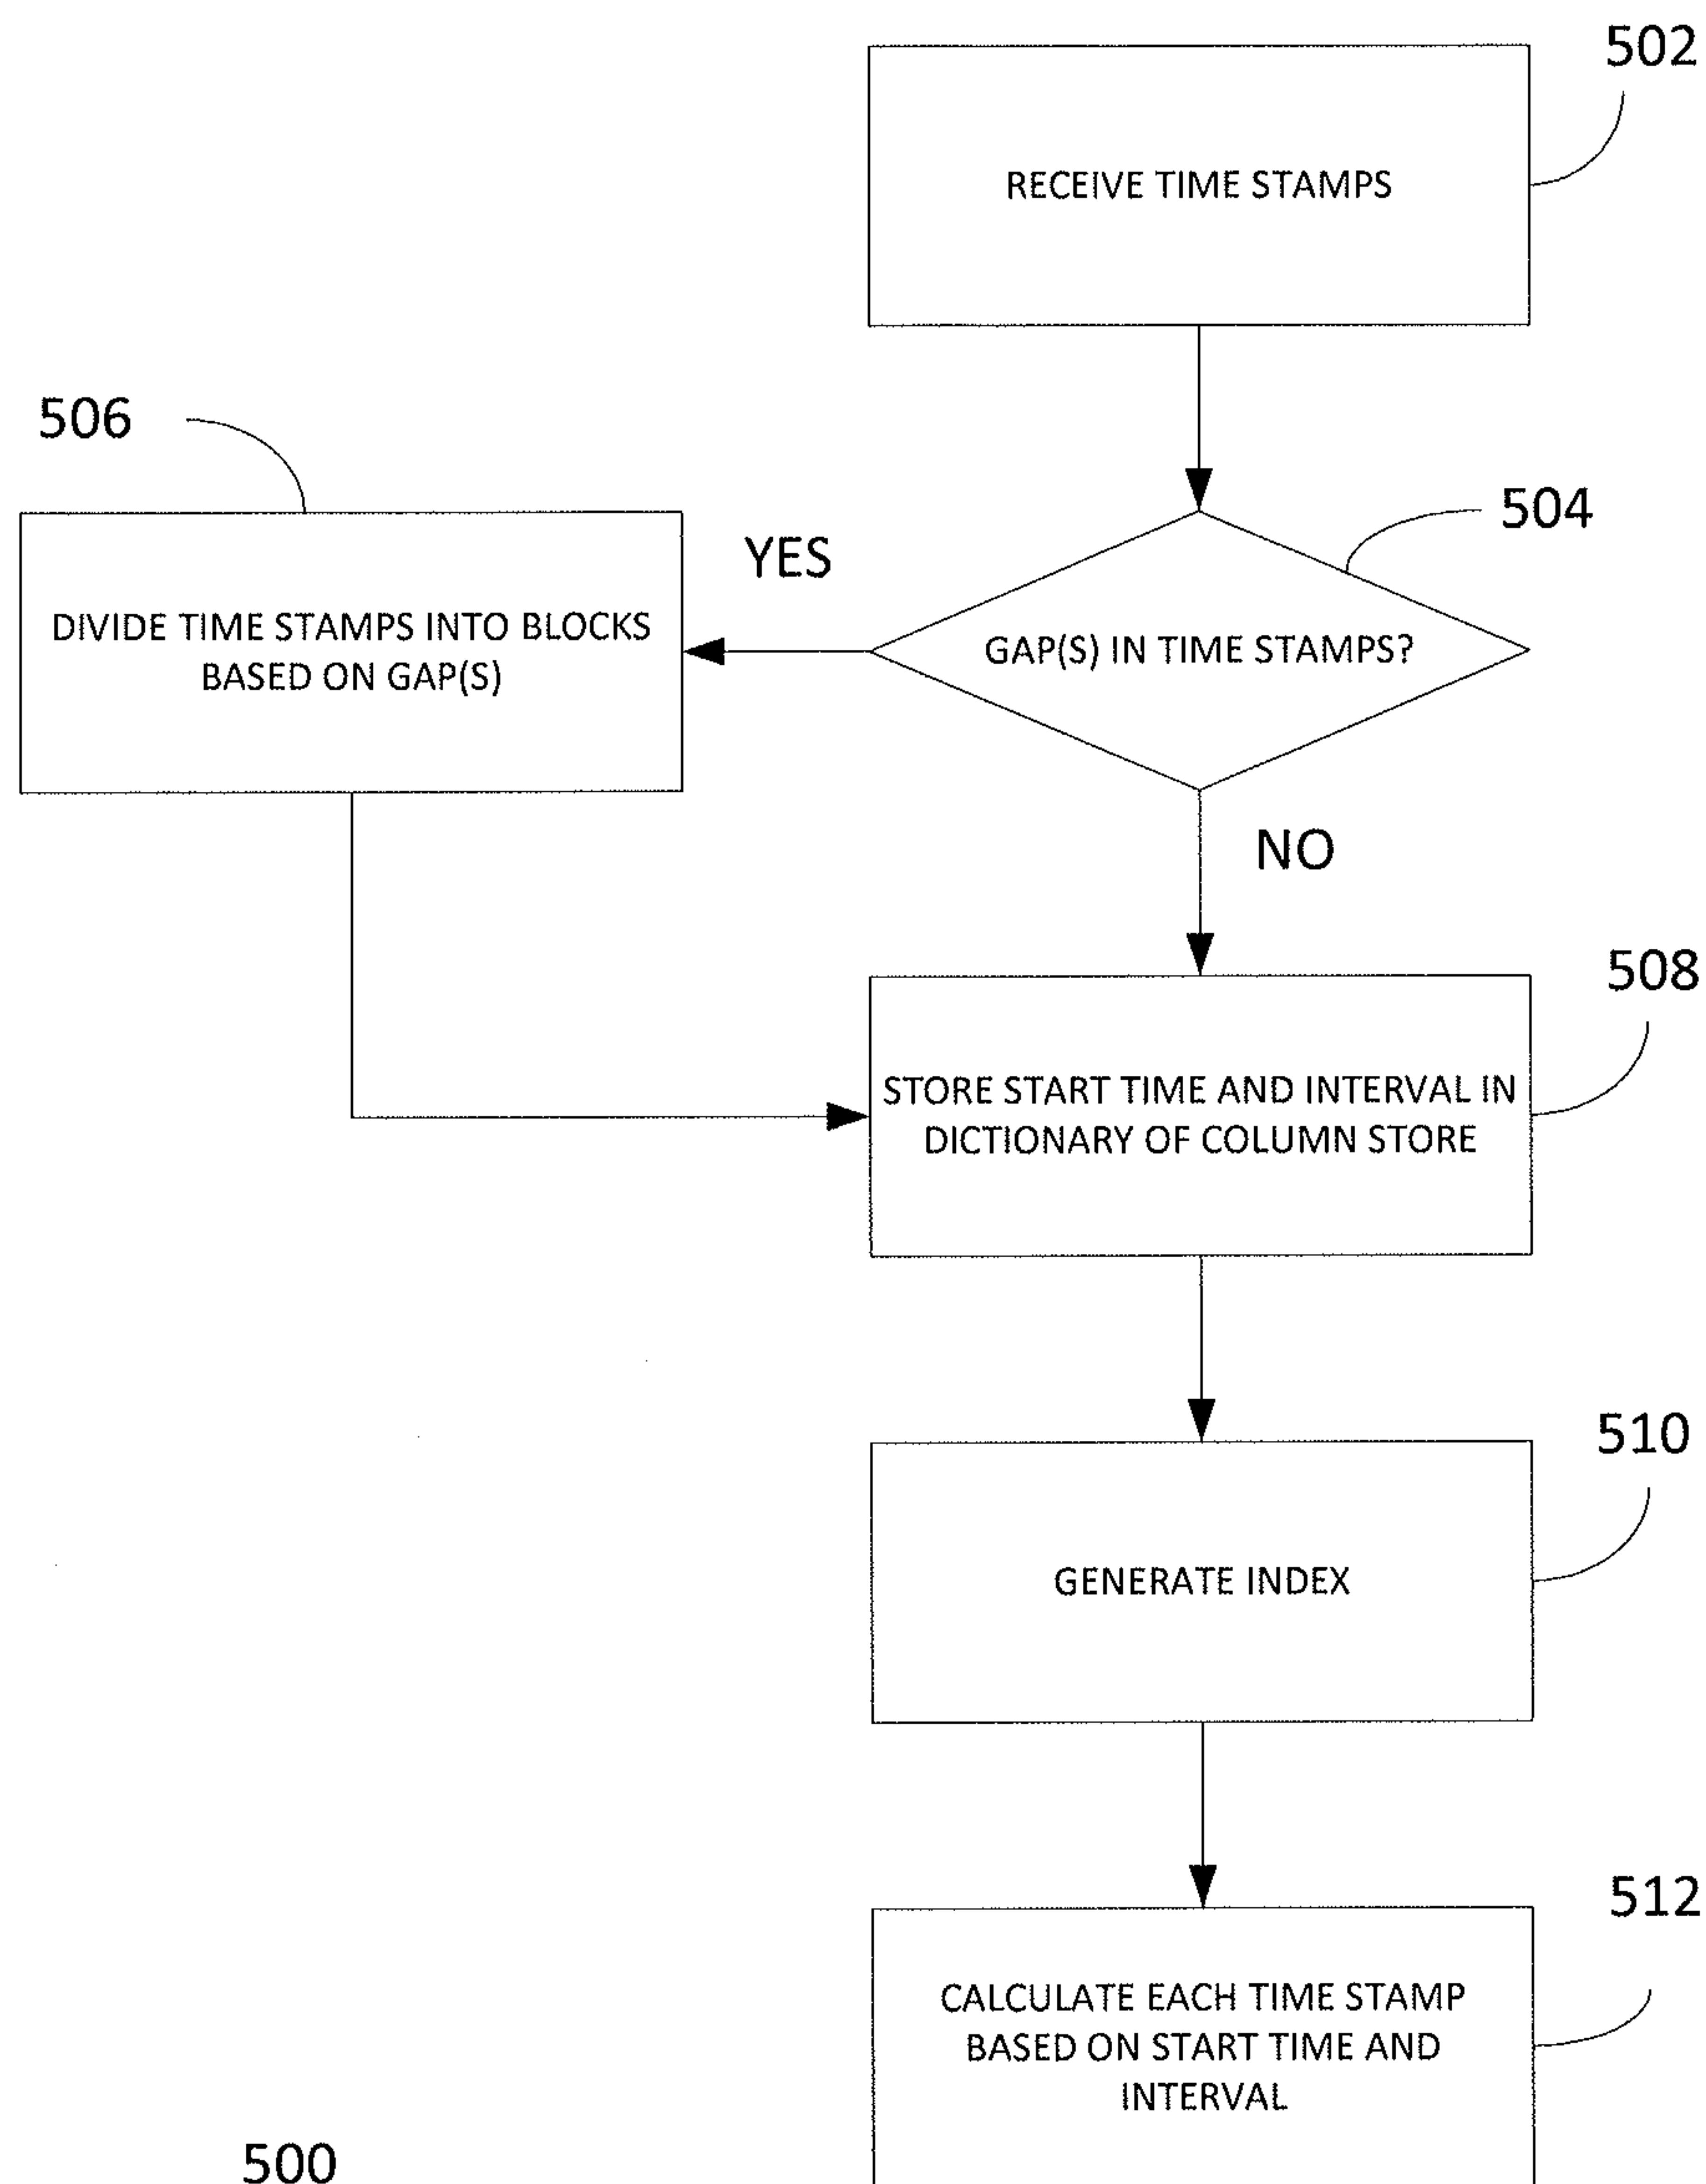 502
RECEIVE TIME STAMPS
506
504
YES
DIVIDE TIME STAMPS INTO BLOCKS
BASED ON GAP(S)
GAP(S) IN TIME STAMPS?
NO
508
STORE START TIME AND INTERVAL IN
DICTIONARY OF COLUMN STORE
510
GENERATE INDEX
512
CALCULATE EACH TIME STAMP
BASED ON START TIME AND
INTERVAL
500